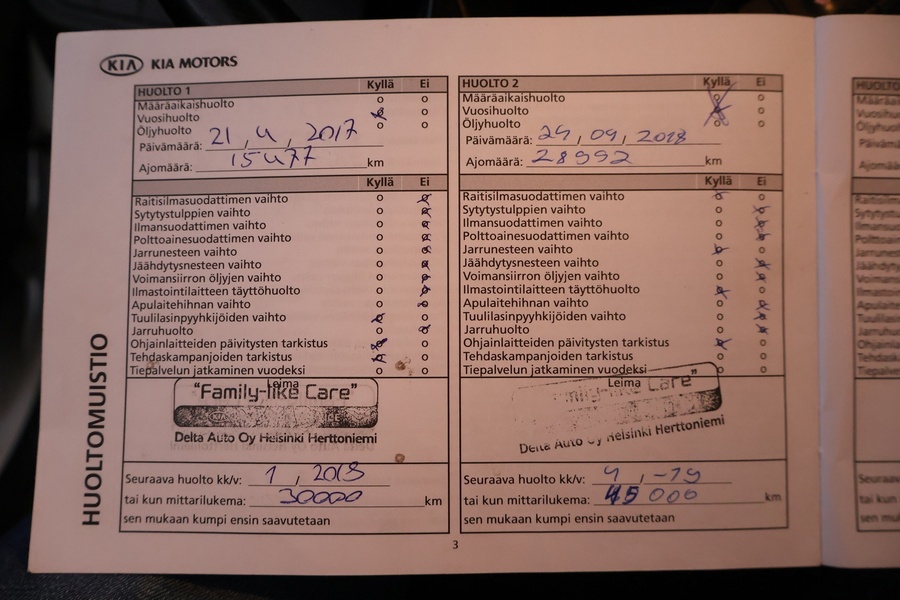 KIA KIA MOTORS
HUOLTOMUISTIO
HUOLTO 1 Kyllä Ei
Määräaikaishuolto
Vuosihuolto
Öljyhuolto
Päivämäärä: 21, 4, 2017
Ajomäärä: 15477 km
Kyllä Ei
Raitisilmasuodattimen vaihto
Sytytystulppien vaihto
Ilmansuodattimen vaihto
Polttoainesuodattimen vaihto
Jarrunesteen vaihto
Jäähdytysnesteen vaihto
Voimansiirron öljyjen vaihto
Ilmastointilaitteen täyttöhuolto
Apulaitehihnan vaihto
Tuulilasinpyyhkijöiden vaihto
Jarruhuolto
Ohjainlaitteiden päivitysten tarkistus
Tehdaskampanjoiden tarkistus
Tiepalvelun jatkaminen vuodeksi
Leima
"Family-like Care"
Delta Auto Oy Helsinki Herttoniemi
Seuraava huolto kk/v: 1, 2018
tai kun mittarilukema: 30000 km
sen mukaan kumpi ensin saavutetaan
HUOLTO 2 Kyllä Ei
Määräaikaishuolto
Vuosihuolto
Öljyhuolto
Päivämäärä: 24, 09, 2018
Ajomäärä: 28992 km
Kyllä Ei
Raitisilmasuodattimen vaihto
Sytytystulppien vaihto
Ilmansuodattimen vaihto
Polttoainesuodattimen vaihto
Jarrunesteen vaihto
Jäähdytysnesteen vaihto
Voimansiirron öljyjen vaihto
Ilmastointilaitteen täyttöhuolto
Apulaitehihnan vaihto
Tuulilasinpyyhkijöiden vaihto
Jarruhuolto
Ohjainlaitteiden päivitysten tarkistus
Tehdaskampanjoiden tarkistus
Tiepalvelun jatkaminen vuodeksi
Leima
Family-like Care"
Delta Auto Oy Helsinki Herttoniemi
Seuraava huolto kk/v: 4, -19
tai kun mittarilukema: 45000 km
sen mukaan kumpi ensin saavutetaan
3